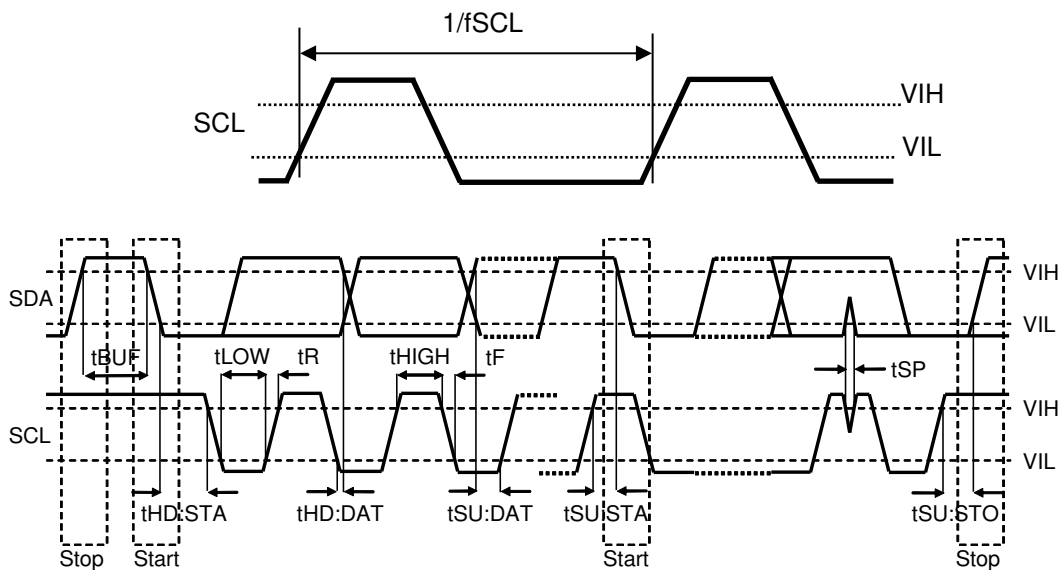 1/fSCL
VIH
SCL
VIL
VIH
SDA
VIL
tBUF
tLOW
tR
tHIGH
tF
tSP
VIH
SCL
VIL
tHD:STA
tHD:DAT
tSU:DAT
tSU:STA
tSU:STO
Stop
Start
Start
Stop